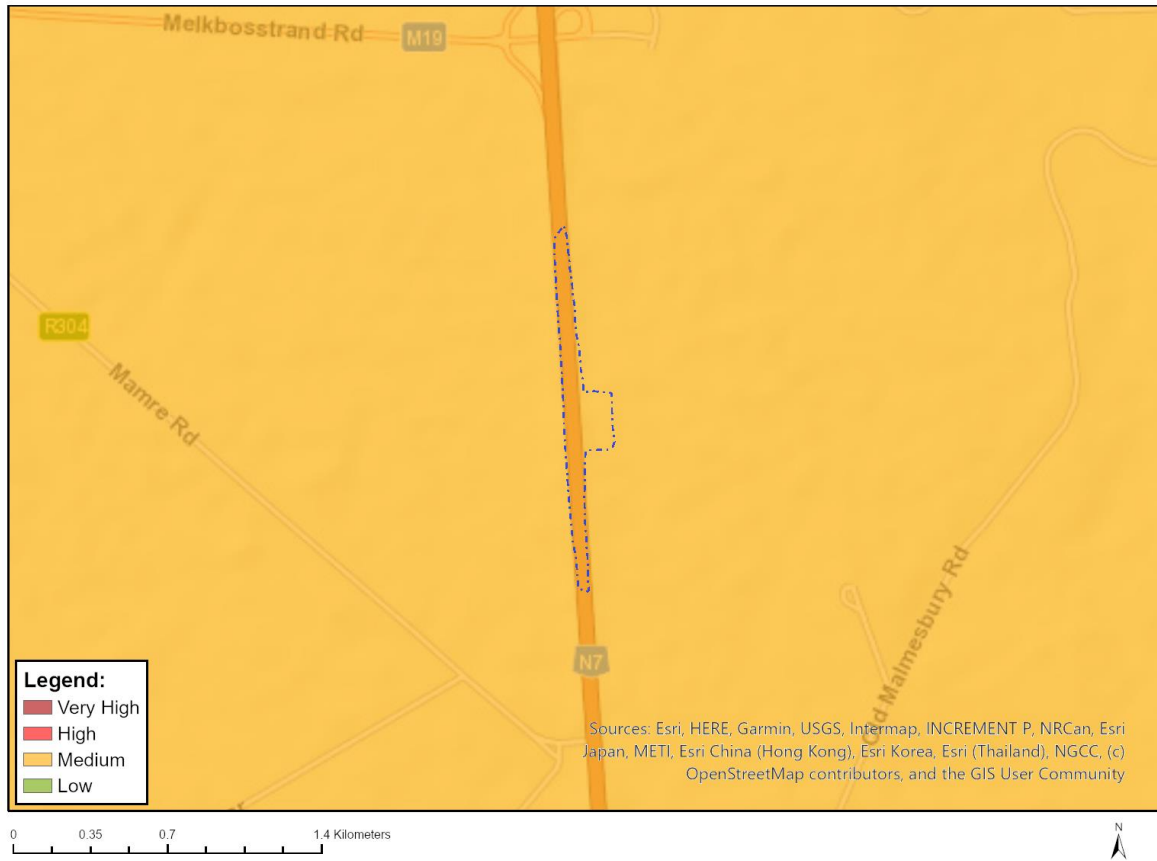 Melkbosstrand Rd
M19
R304
Mamre Rd
Old Malmesbury Rd
N7
Legend:
Very High
High
Medium
Low
Sources: Esri, HERE, Garmin, USGS, Intermap, INCREMENT P, NRCan, Esri
Japan, METI, Esri China (Hong Kong), Esri Korea, Esri (Thailand), NGCC, (c)
OpenStreetMap contributors, and the GIS User Community
0 0.35 0.7 1.4 Kilometers
N